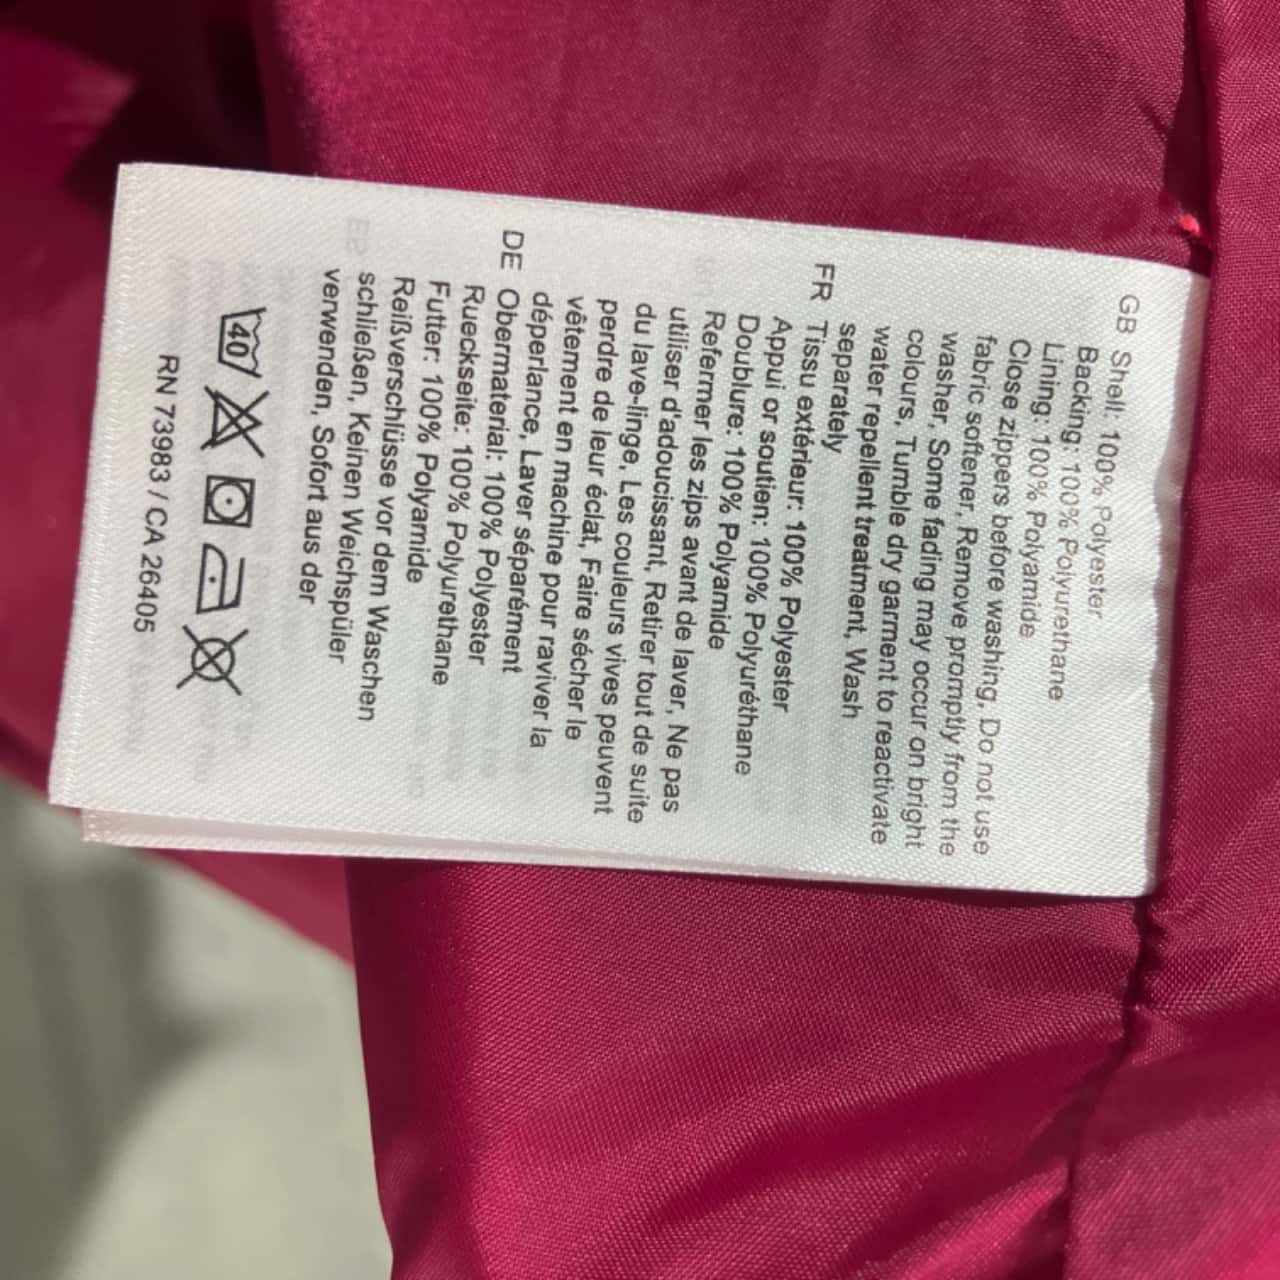 GB Shell: 100% Polyester
Backing: 100% Polyurethane
Lining: 100% Polyamide
Close zippers before washing, Do not use
fabric softener, Remove promptly from the
washer, Some fading may occur on bright
colours, Tumble dry garment to reactivate
water repellent treatment, Wash
separately
FR Tissu extérieur: 100% Polyester
Appui or soutien: 100% Polyuréthane
Doublure: 100% Polyamide
Refermer les zips avant de laver, Ne pas
utiliser d'adoucissant, Retirer tout de suite
du lave-linge, Les couleurs vives peuvent
perdre de leur éclat, Faire sécher le
vêtement en machine pour raviver la
déperlance, Laver séparément
DE Obermaterial: 100% Polyester
Rueckseite: 100% Polyurethane
Futter: 100% Polyamide
Reißverschlüsse vor dem Waschen
schließen, Keinen Weichspüler
verwenden, Sofort aus der
40
RN 73983 / CA 26405